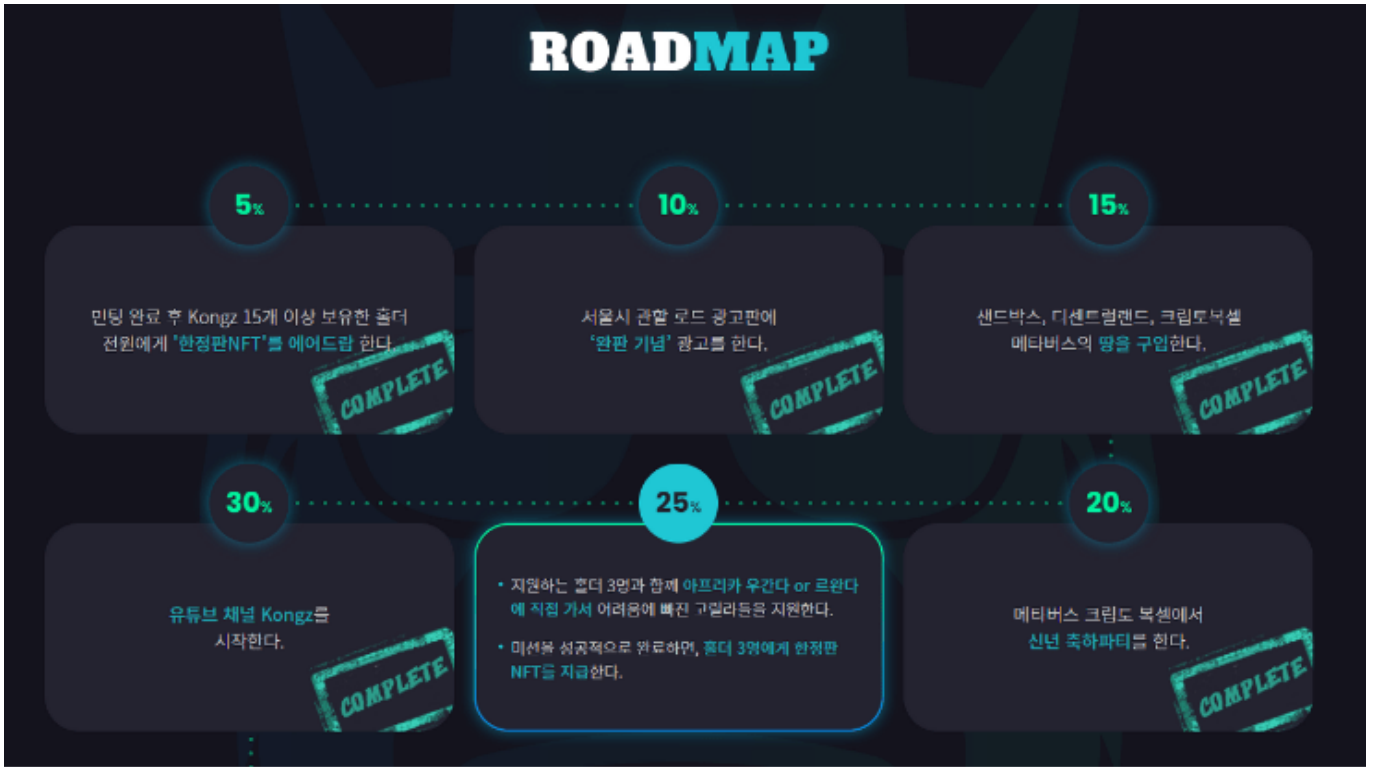 ROADMAP
5%
민팅 완료 후 Kongz 15개 이상 보유한 홀더
전원에게 '한정판NFT'를 에어드랍 한다.
COMPLETE
10%
서울시 관할 로드 광고판에
'완판 기념' 광고를 한다.
COMPLETE
15%
샌드박스, 디센트럴랜드, 크립토복셀
메타버스의 땅을 구입한다.
COMPLETE
20%
메타버스 크립토 복셀에서
신년 축하파티를 한다.
COMPLETE
25%
• 지원하는 홀더 3명과 함께 아프리카 우간다 or 르완다
에 직접 가서 어려움에 빠진 고릴라들을 지원한다.
• 미션을 성공적으로 완료하면, 홀더 3명에게 한정판
NFT를 지급한다.
30%
유튜브 채널 Kongz를
시작한다.
COMPLETE